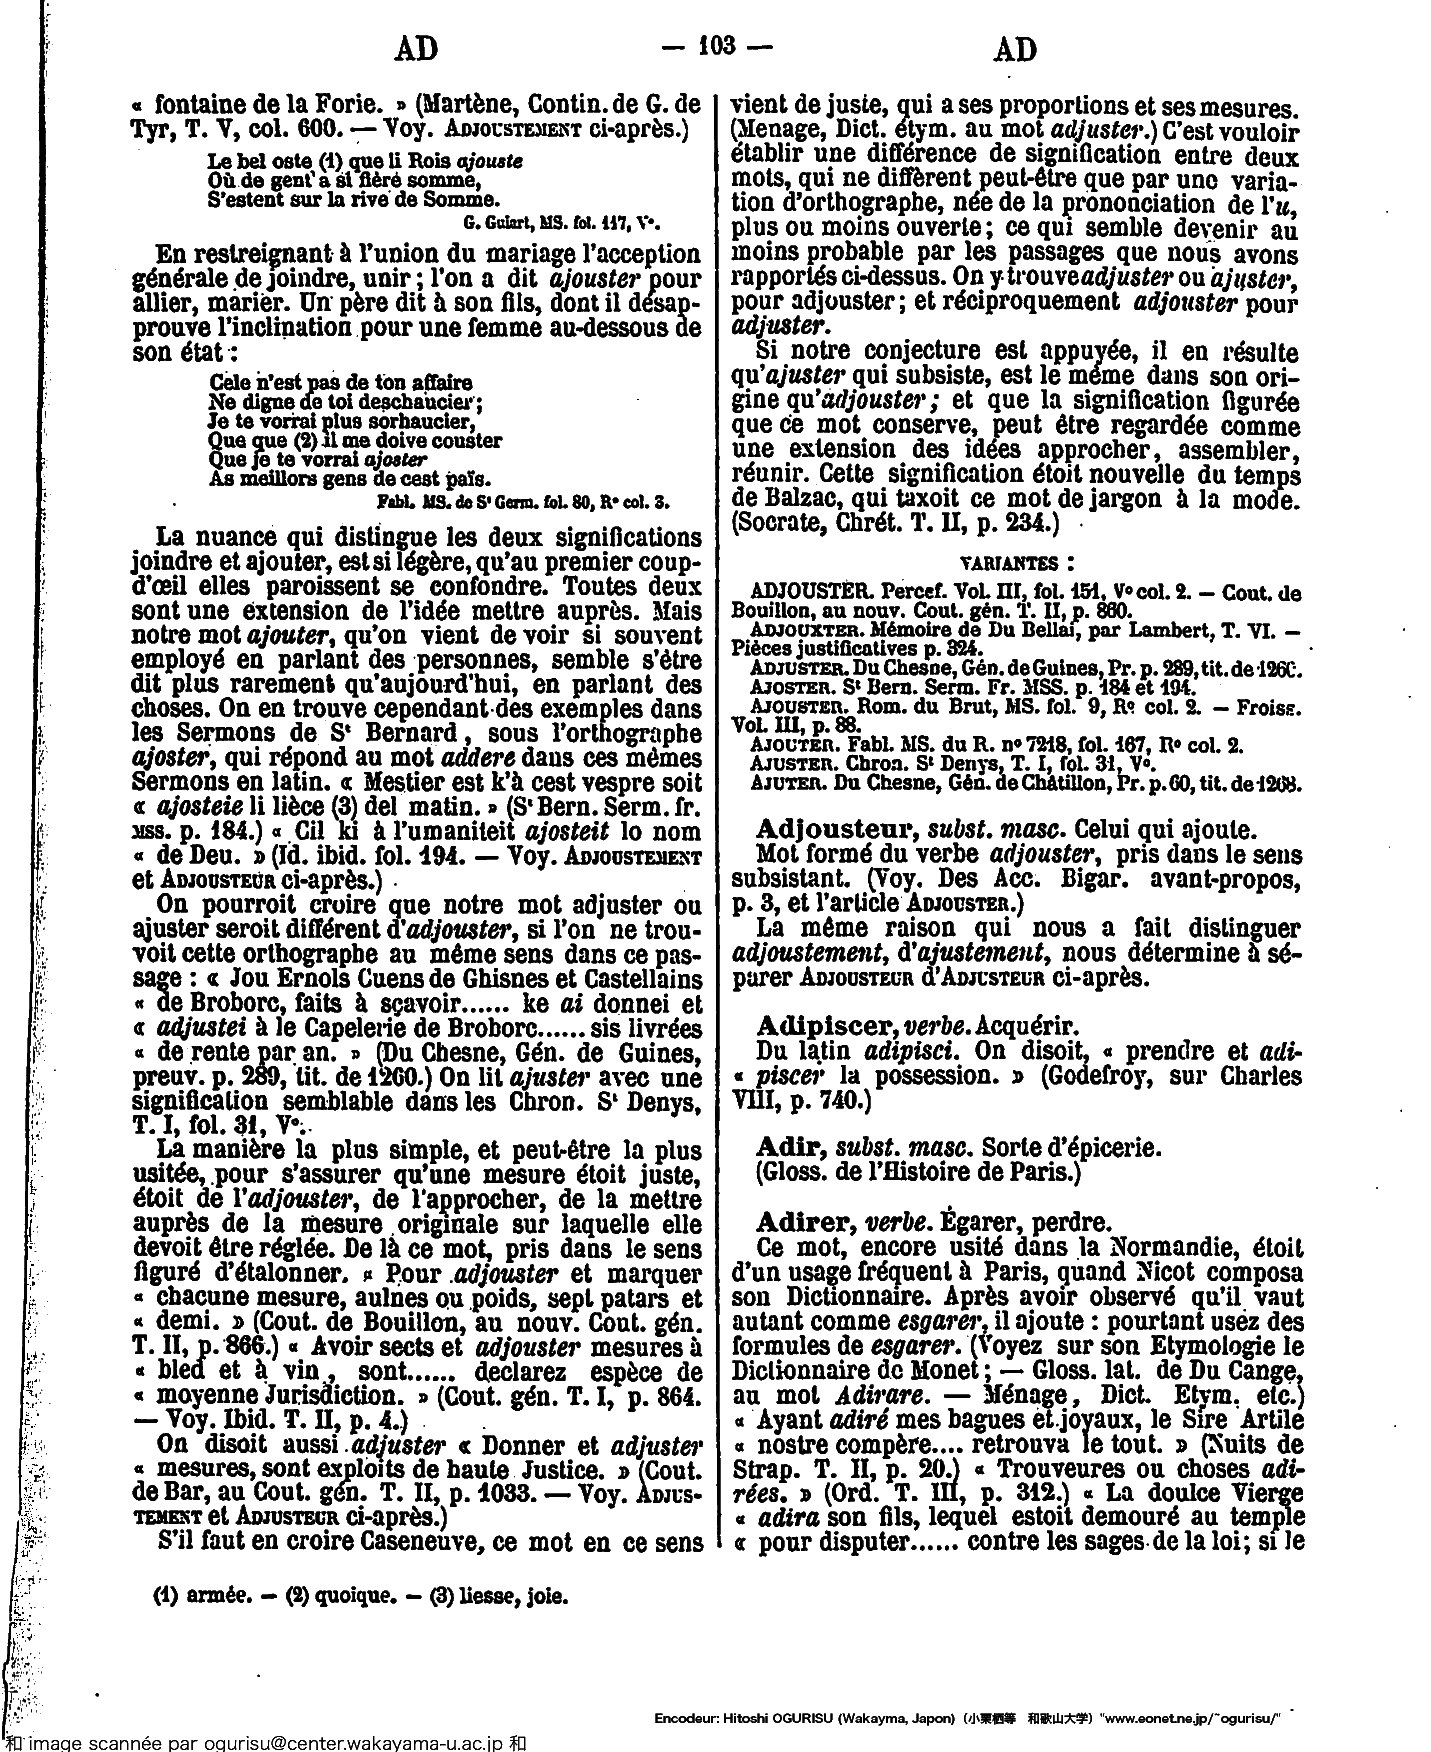 AD — 103 — AD
« fontaine de la Forie. » (Martène, Contin. de G. de
Tyr, T. V, col. 600. — Voy. ADJOUSTEMENT ci-après.)
Le bel oste (1) que li Rois ajouste
Où de gent a si fière somme,
S'estent sur la rive de Somme.
G. Guiart, MS. fol. 117, V°.
En restreignant à l'union du mariage l'acception
générale de joindre, unir ; l'on a dit ajouster pour
allier, marier. Un père dit à son fils, dont il désap-
prouve l'inclination pour une femme au-dessous de
son état :
Cele n'est pas de ton affaire
Ne digne de toi deschaucier ;
Je te vorrai plus sorhaucier,
Que que (2) il me doive couster
Que je te vorrai ajoster
As meillors gens de cest païs.
Fabl. MS. de St Germ. fol. 80, R° col. 3.
La nuance qui distingue les deux significations
joindre et ajouter, est si légère, qu'au premier coup-
d'œil elles paroissent se confondre. Toutes deux
sont une extension de l'idée mettre auprès. Mais
notre mot ajouter, qu'on vient de voir si souvent
employé en parlant des personnes, semble s'être
dit plus rarement qu'aujourd'hui, en parlant des
choses. On en trouve cependant des exemples dans
les Sermons de St Bernard, sous l'orthographe
ajoster, qui répond au mot addere dans ces mêmes
Sermons en latin. « Mestier est k'à cest vespre soit
« ajosteie li lièce (3) del matin. » (St Bern. Serm. fr.
MSS. p. 184.) « Cil ki à l'umaniteit ajosteit lo nom
« de Deu. » (Id. ibid. fol. 194. — Voy. ADJOUSTEMENT
et ADJOUSTEUR ci-après.)
On pourroit croire que notre mot adjuster ou
ajuster seroit différent d'adjouster, si l'on ne trou-
voit cette orthographe au même sens dans ce pas-
sage : « Jou Ernols Cuens de Ghisnes et Castellains
« de Broborc, faits à sçavoir...... ke ai donnei et
« adjustei à le Capelerie de Broborc...... sis livrées
« de rente par an. » (Du Chesne, Gén. de Guines,
preuv. p. 289, tit. de 1260.) On lit ajuster avec une
signification semblable dans les Chron. St Denys,
T. I, fol. 31, V°.
La manière la plus simple, et peut-être la plus
usitée, pour s'assurer qu'une mesure étoit juste,
étoit de l'adjouster, de l'approcher, de la mettre
auprès de la mesure originale sur laquelle elle
devoit être réglée. De là ce mot, pris dans le sens
figuré d'étalonner. « Pour adjouster et marquer
« chacune mesure, aulnes ou poids, sept patars et
« demi. » (Cout. de Bouillon, au nouv. Cout. gén.
T. II, p. 866.) « Avoir sects et adjouster mesures à
« bled et à vin, sont...... declarez espèce de
« moyenne Jurisdiction. » (Cout. gén. T. I, p. 864.
— Voy. Ibid. T. II, p. 4.)
On disoit aussi adjuster « Donner et adjuster
« mesures, sont exploits de haute Justice. » (Cout.
de Bar, au Cout. gén. T. II, p. 1033. — Voy. ADJUS-
TEMENT et ADJUSTEUR ci-après.)
S'il faut en croire Caseneuve, ce mot en ce sens
(1) armée. — (2) quoique. — (3) liesse, joie.
vient de juste, qui a ses proportions et ses mesures.
(Menage, Dict. étym. au mot adjuster.) C'est vouloir
établir une différence de signification entre deux
mots, qui ne diffèrent peut-être que par une varia-
tion d'orthographe, née de la prononciation de l'u,
plus ou moins ouverte ; ce qui semble devenir au
moins probable par les passages que nous avons
rapportés ci-dessus. On y trouve adjuster ou ajuster,
pour adjouster ; et réciproquement adjouster pour
adjuster.
Si notre conjecture est appuyée, il en résulte
qu'ajuster qui subsiste, est le même dans son ori-
gine qu'adjouster ; et que la signification figurée
que ce mot conserve, peut être regardée comme
une extension des idées approcher, assembler,
réunir. Cette signification étoit nouvelle du temps
de Balzac, qui taxoit ce mot de jargon à la mode.
(Socrate, Chrét. T. II, p. 234.)
VARIANTES :
ADJOUSTER. Percef. Vol. III, fol. 151, V° col. 2. — Cout. de
Bouillon, au nouv. Cout. gén. T. II, p. 860.
ADJOUXTER. Mémoire de Du Bellai, par Lambert, T. VI. —
Pièces justificatives p. 324.
ADJUSTER. Du Chesne, Gén. de Guines, Pr. p. 289, tit. de 1260.
AJOSTER. St Bern. Serm. Fr. MSS. p. 184 et 194.
AJOUSTER. Rom. du Brut, MS. fol. 9, R° col. 2. — Froiss.
Vol. III, p. 88.
AJOUTER. Fabl. MS. du R. n° 7218, fol. 167, R° col. 2.
AJUSTER. Chron. St Denys, T. I, fol. 31, V°.
AJUTER. Du Chesne, Gén. de Châtillon, Pr. p. 60, tit. de 1268.
Adjousteur, subst. masc. Celui qui ajoute.
Mot formé du verbe adjouster, pris dans le sens
subsistant. (Voy. Des Acc. Bigar. avant-propos,
p. 3, et l'article ADJOUSTER.)
La même raison qui nous a fait distinguer
adjoustement, d'ajustement, nous détermine à sé-
parer ADJOUSTEUR d'ADJUSTEUR ci-après.
Adipiscer, verbe. Acquérir.
Du latin adipisci. On disoit, « prendre et adi-
« piscer la possession. » (Godefroy, sur Charles
VIII, p. 740.)
Adir, subst. masc. Sorte d'épicerie.
(Gloss. de l'Histoire de Paris.)
Adirer, verbe. Égarer, perdre.
Ce mot, encore usité dans la Normandie, étoit
d'un usage fréquent à Paris, quand Nicot composa
son Dictionnaire. Après avoir observé qu'il vaut
autant comme esgarer, il ajoute : pourtant usez des
formules de esgarer. (Voyez sur son Etymologie le
Dictionnaire de Monet ; — Gloss. lat. de Du Cange,
au mot Adirare. — Ménage, Dict. Etym. etc.)
« Ayant adiré mes bagues et joyaux, le Sire Artile
« nostre compère.... retrouva le tout. » (Nuits de
Strap. T. II, p. 20.) « Trouveures ou choses adi-
rées. » (Ord. T. III, p. 312.) « La doulce Vierge
« adira son fils, lequel estoit demouré au temple
« pour disputer...... contre les sages de la loi ; si le
Encodeur: Hitoshi OGURISU (Wakayma, Japon) (小栗栖等 和歌山大学) "www.eonet.ne.jp/~ogurisu/"
和 image scannée par ogurisu@center.wakayama-u.ac.jp 和